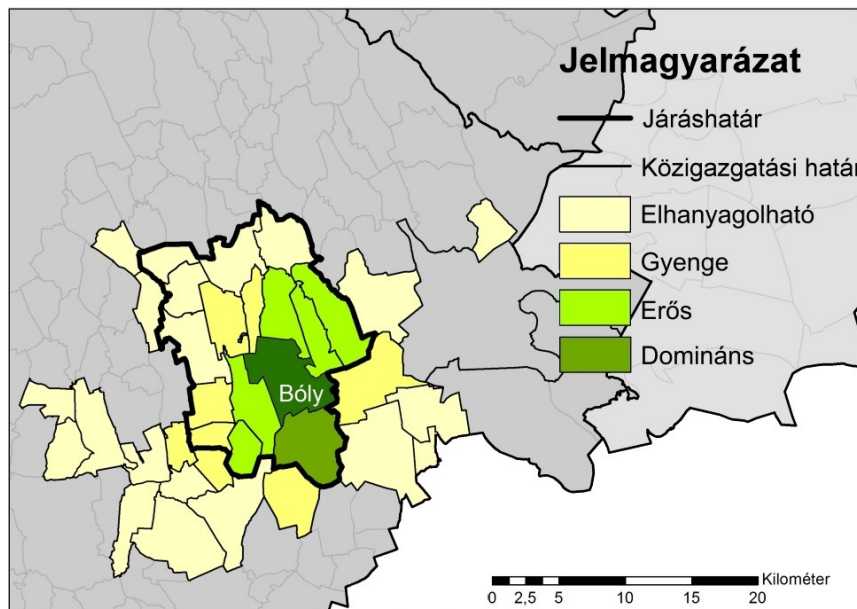 Jelmagyarázat
Járáshatár
Közigazgatási határ
Elhanyagolható
Gyenge
Erős
Domináns
Bóly
Kilométer
0 2,5 5 10 15 20